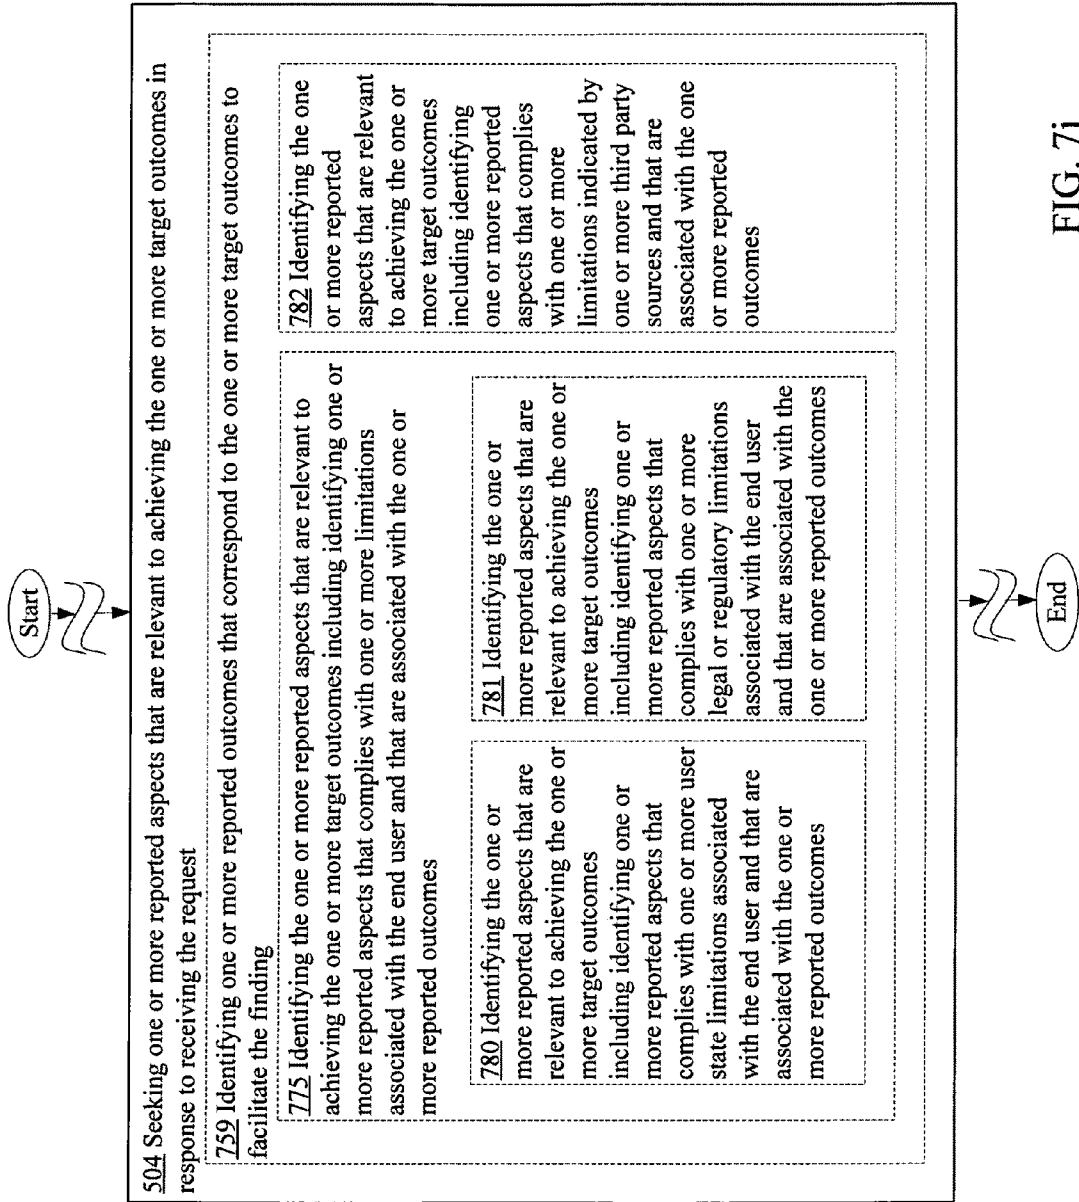 Start
504 Seeking one or more reported aspects that are relevant to achieving the one or more target outcomes in
response to receiving the request
759 Identifying one or more reported outcomes that correspond to the one or more target outcomes to
facilitate the finding
775 Identifying the one or more reported aspects that are relevant to
achieving the one or more target outcomes including identifying one or
more reported aspects that complies with one or more limitations
associated with the end user and that are associated with the one or
more reported outcomes
780 Identifying the one or
more reported aspects that are
relevant to achieving the one or
more target outcomes
including identifying one or
more reported aspects that
complies with one or more user
state limitations associated
with the end user and that are
associated with the one or
more reported outcomes
781 Identifying the one or
more reported aspects that are
relevant to achieving the one or
more target outcomes
including identifying one or
more reported aspects that
complies with one or more
legal or regulatory limitations
associated with the end user
and that are associated with the
one or more reported outcomes
782 Identifying the one
or more reported
aspects that are relevant
to achieving the one or
more target outcomes
including identifying
one or more reported
aspects that complies
with one or more
limitations indicated by
one or more third party
sources and that are
associated with the one
or more reported
outcomes
End
FIG. 7i